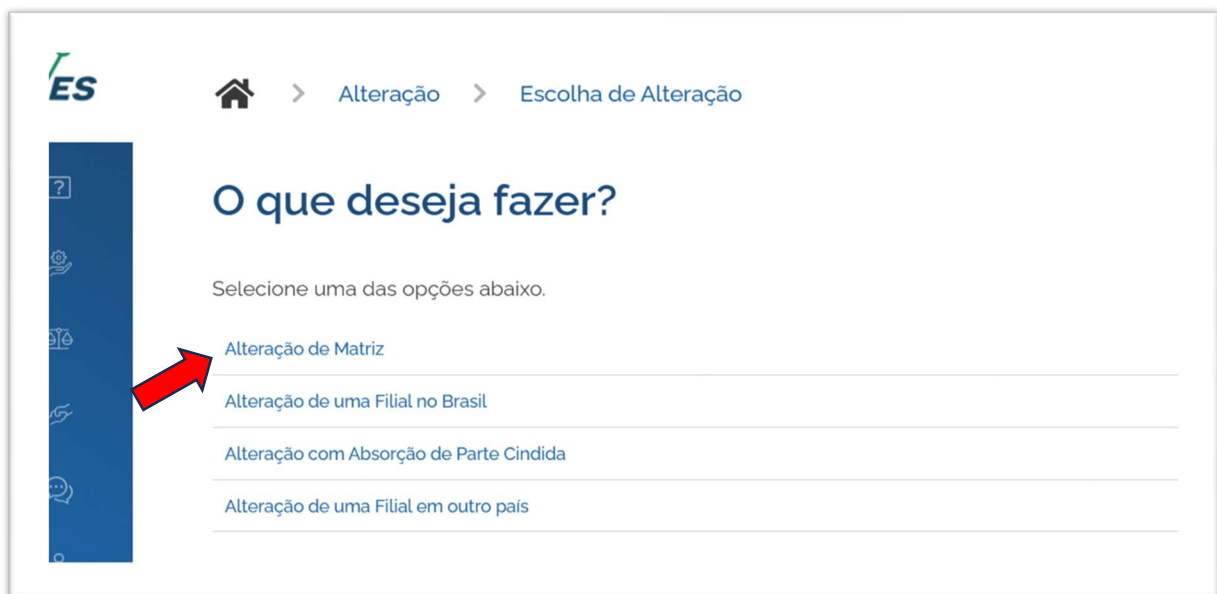 ES
Alteração > Escolha de Alteração
?
O que deseja fazer?
Selecione uma das opções abaixo.
Alteração de Matriz
Alteração de uma Filial no Brasil
Alteração com Absorção de Parte Cindida
Alteração de uma Filial em outro país